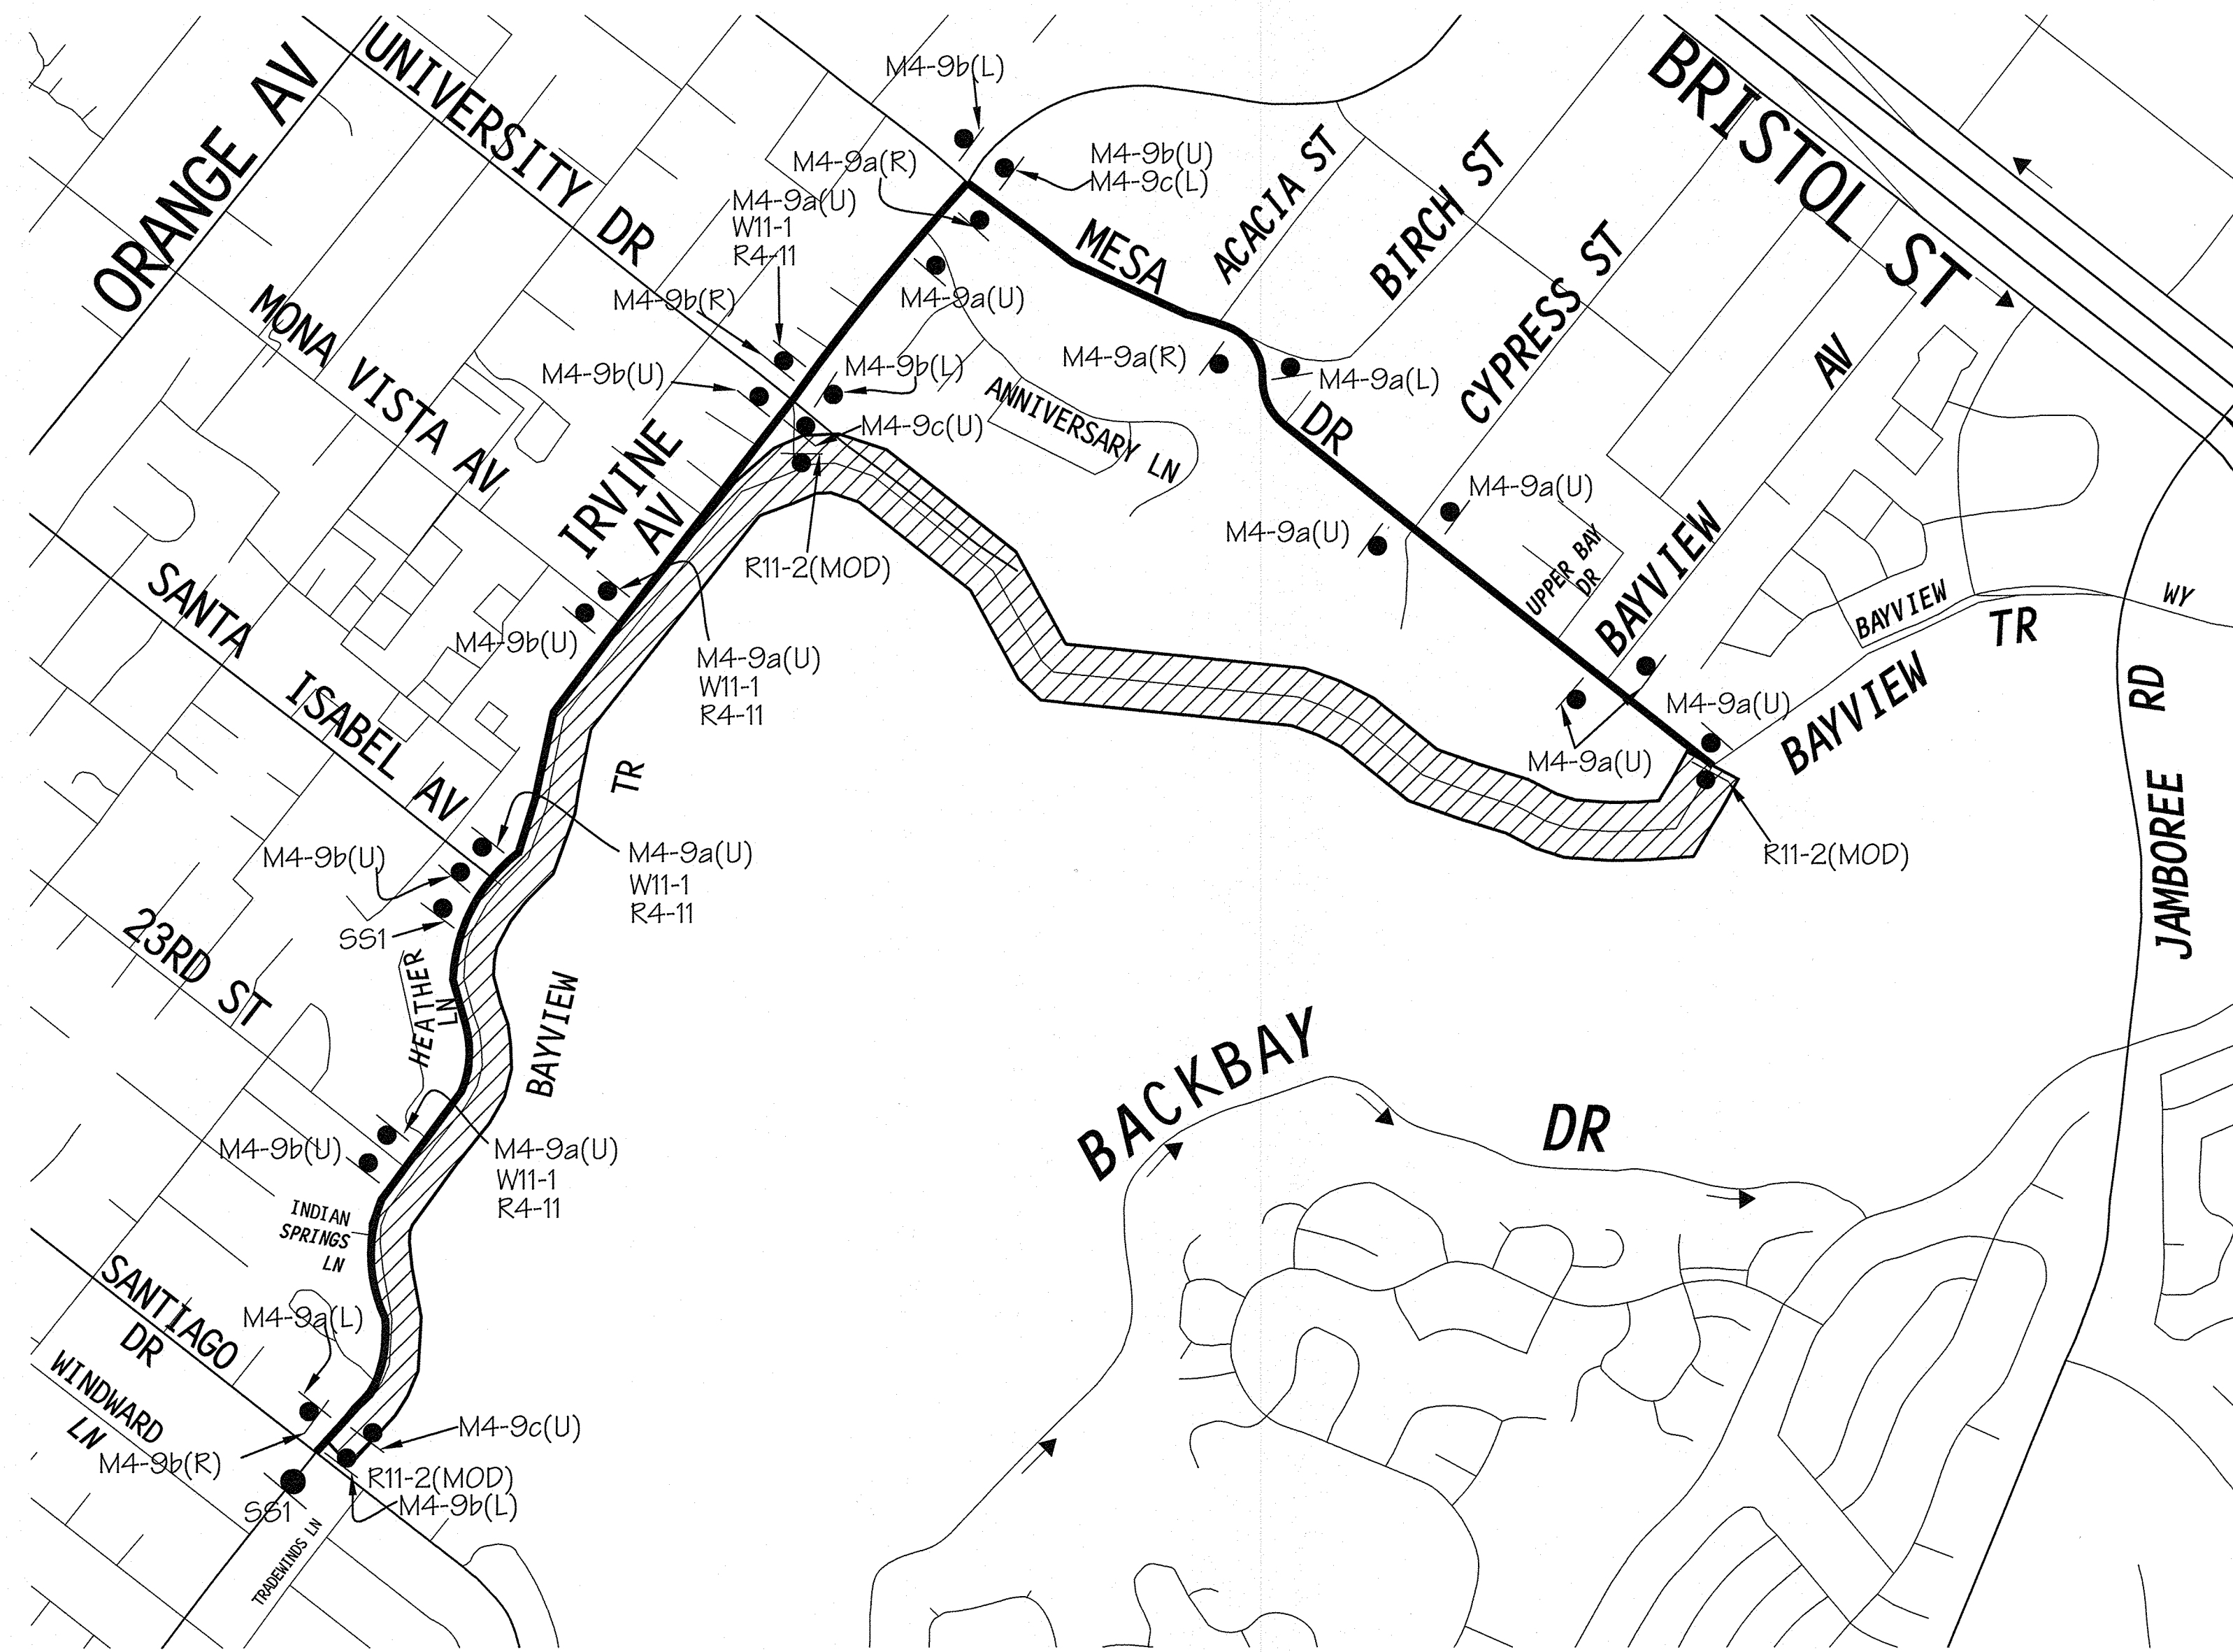 ORANGE AV
UNIVERSITY DR
M4-9b(L)
BRISTOL ST
M4-9a(R)
M4-9b(U)
M4-9c(L)
M4-9a(U)
W11-1
R4-11
MESA
ACACIA ST
BIRCH ST
CYPRESS ST
MONA VISTA AV
M4-9b(R)
M4-9a(U)
M4-9b(U)
M4-9b(L)
M4-9a(R)
M4-9a(L)
AV
ANNIVERSARY LN
M4-9c(U)
DR
IRVINE
AV
M4-9a(U)
M4-9a(U)
R11-2(MOD)
UPPER BAY
DR
BAYVIEW
BAYVIEW
WY
TR
SANTA ISABEL AV
M4-9b(U)
M4-9a(U)
W11-1
R4-11
BAYVIEW
M4-9a(U)
M4-9a(U)
JAMBOREE RD
TR
M4-9b(U)
M4-9a(U)
W11-1
R4-11
R11-2(MOD)
SS1
23RD ST
HEATHER
LN
BAYVIEW
BACKBAY
DR
M4-9b(U)
M4-9a(U)
W11-1
R4-11
INDIAN
SPRINGS
LN
SANTIAGO
DR
M4-9a(L)
WINDWARD
LN
M4-9c(U)
M4-9b(R)
R11-2(MOD)
M4-9b(L)
SS1
TRADEWINDS LN